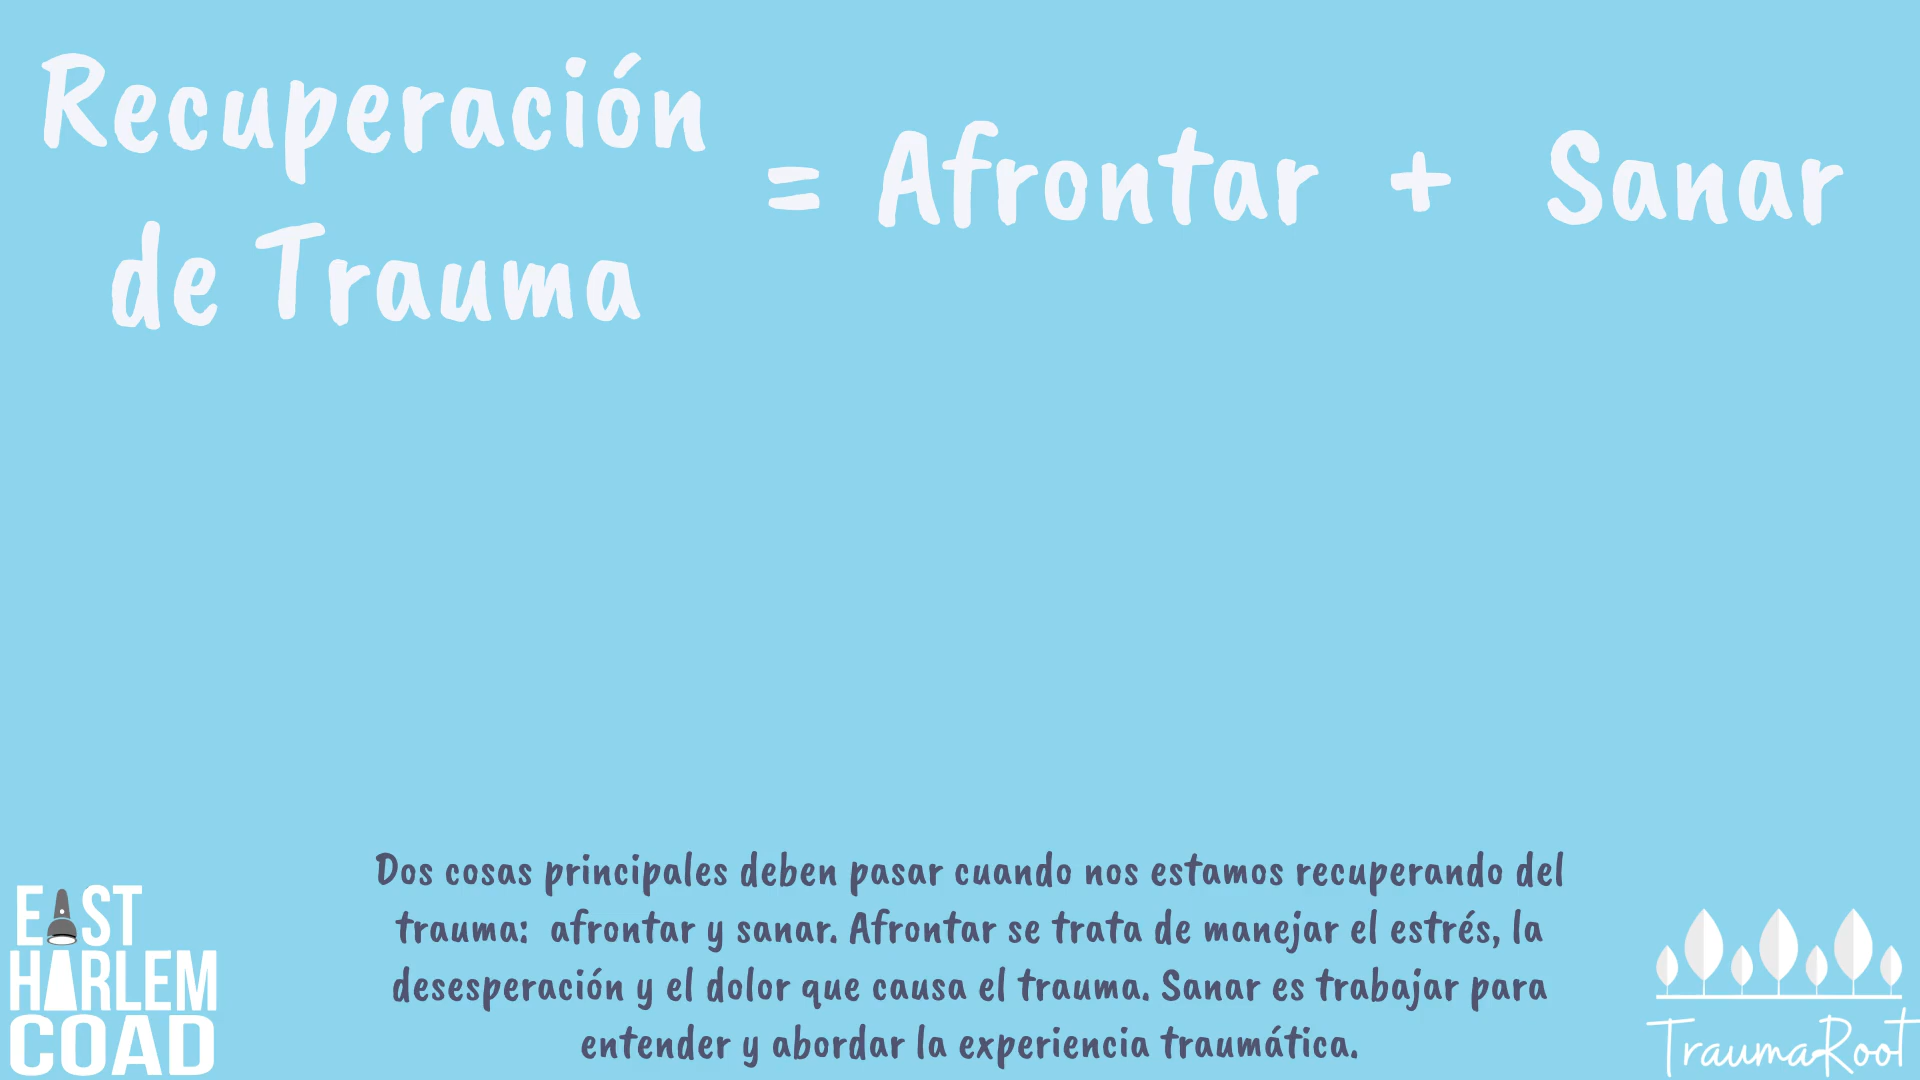 Recuperación
de Trauma
= Afrontar + Sanar
Dos cosas principales deben pasar cuando nos estamos recuperando del
trauma: afrontar y sanar. Afrontar se trata de manejar el estrés, la
desesperación y el dolor que causa el trauma. Sanar es trabajar para
entender y abordar la experiencia traumática.
EAST
HARLEM
COAD
TraumaRoot